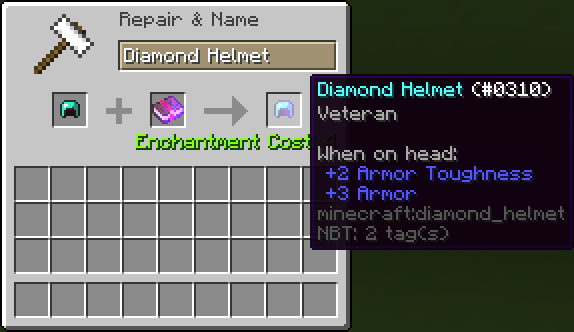 Repair & Name
Diamond Helmet
Enchantment Cost
Diamond Helmet (#0310)
Veteran
When on head:
+2 Armor Toughness
+3 Armor
minecraft:diamond_helmet
NBT: 2 tag(s)